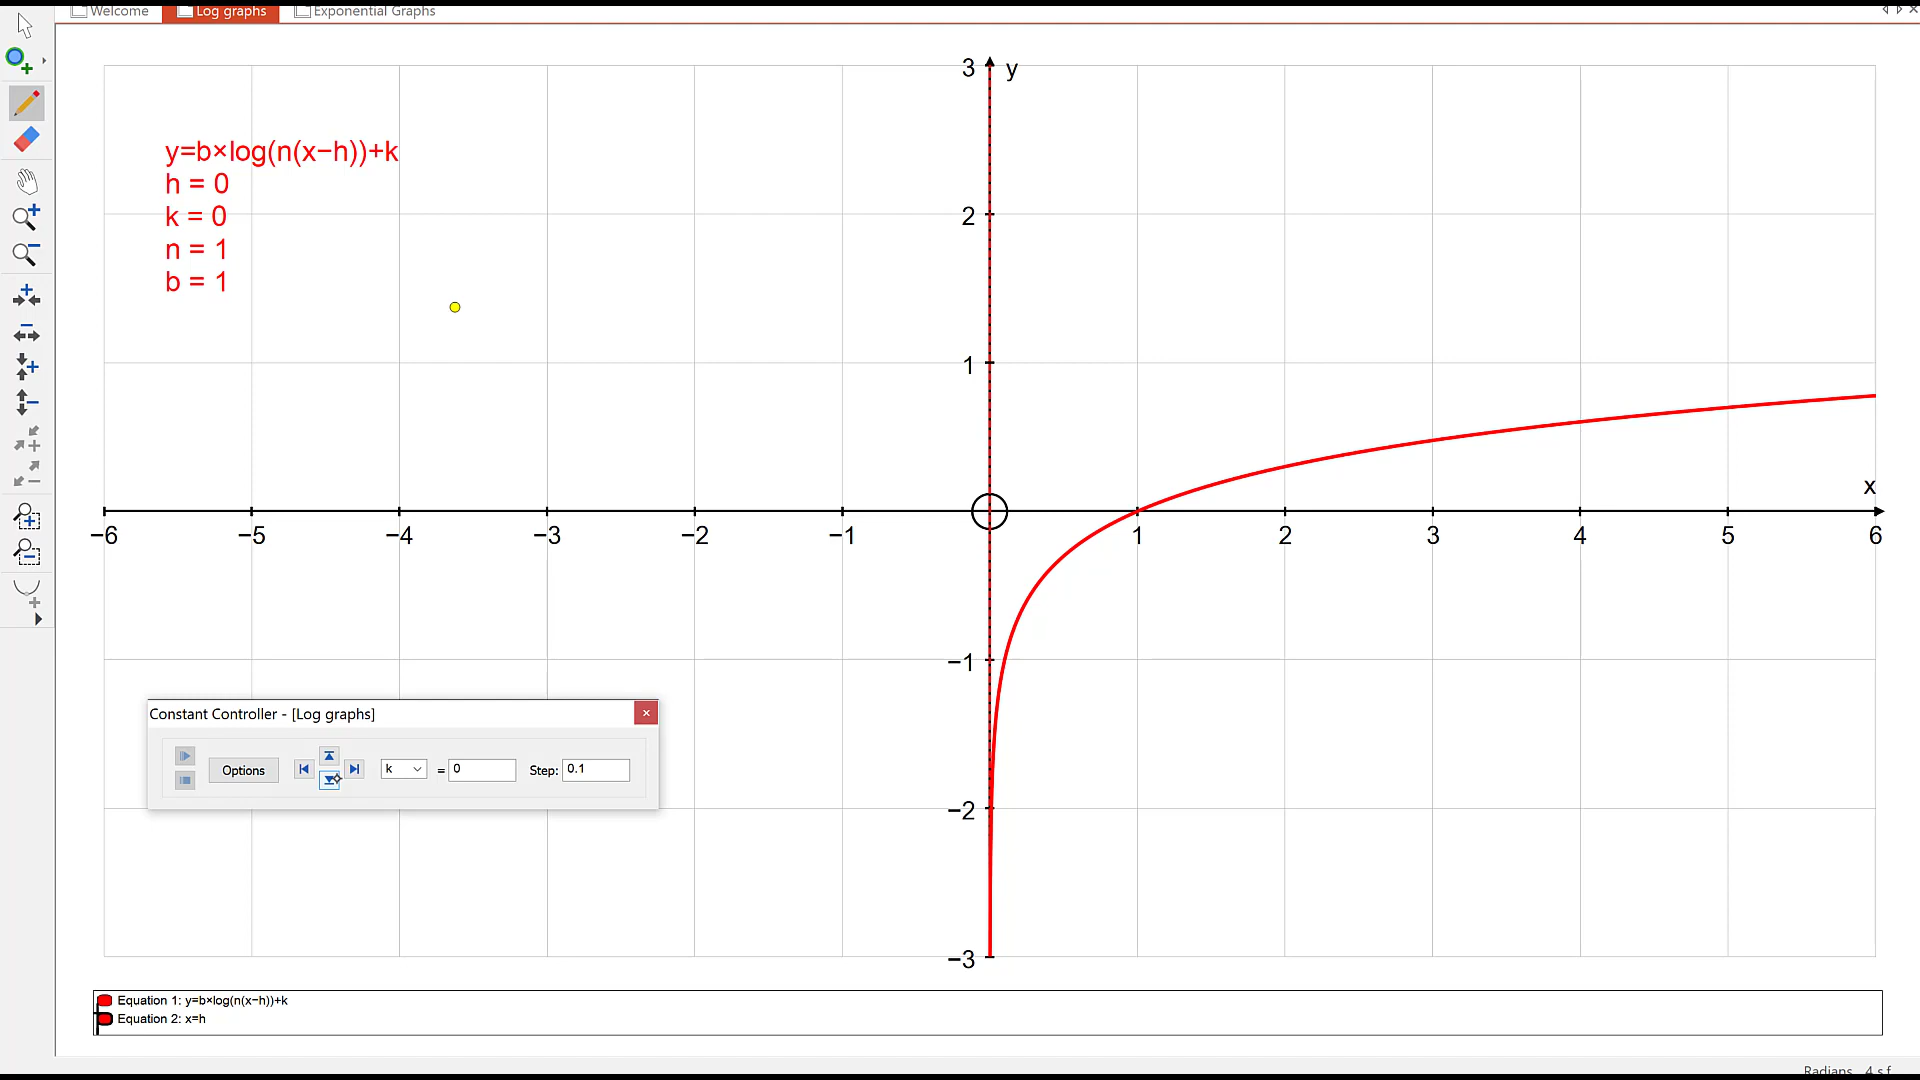 Welcome Log graphs Exponential Graphs
3 y
y=b×log(n(x−h))+k
h = 0
k = 0
2
n = 1
b = 1
1
x
−6 −5 −4 −3 −2 −1 1 2 3 4 5 6
−1
Constant Controller - [Log graphs]
Options k = 0 Step: 0.1
−2
−3
Equation 1: y=b×log(n(x−h))+k
Equation 2: x=h
Radians 4 s.f.